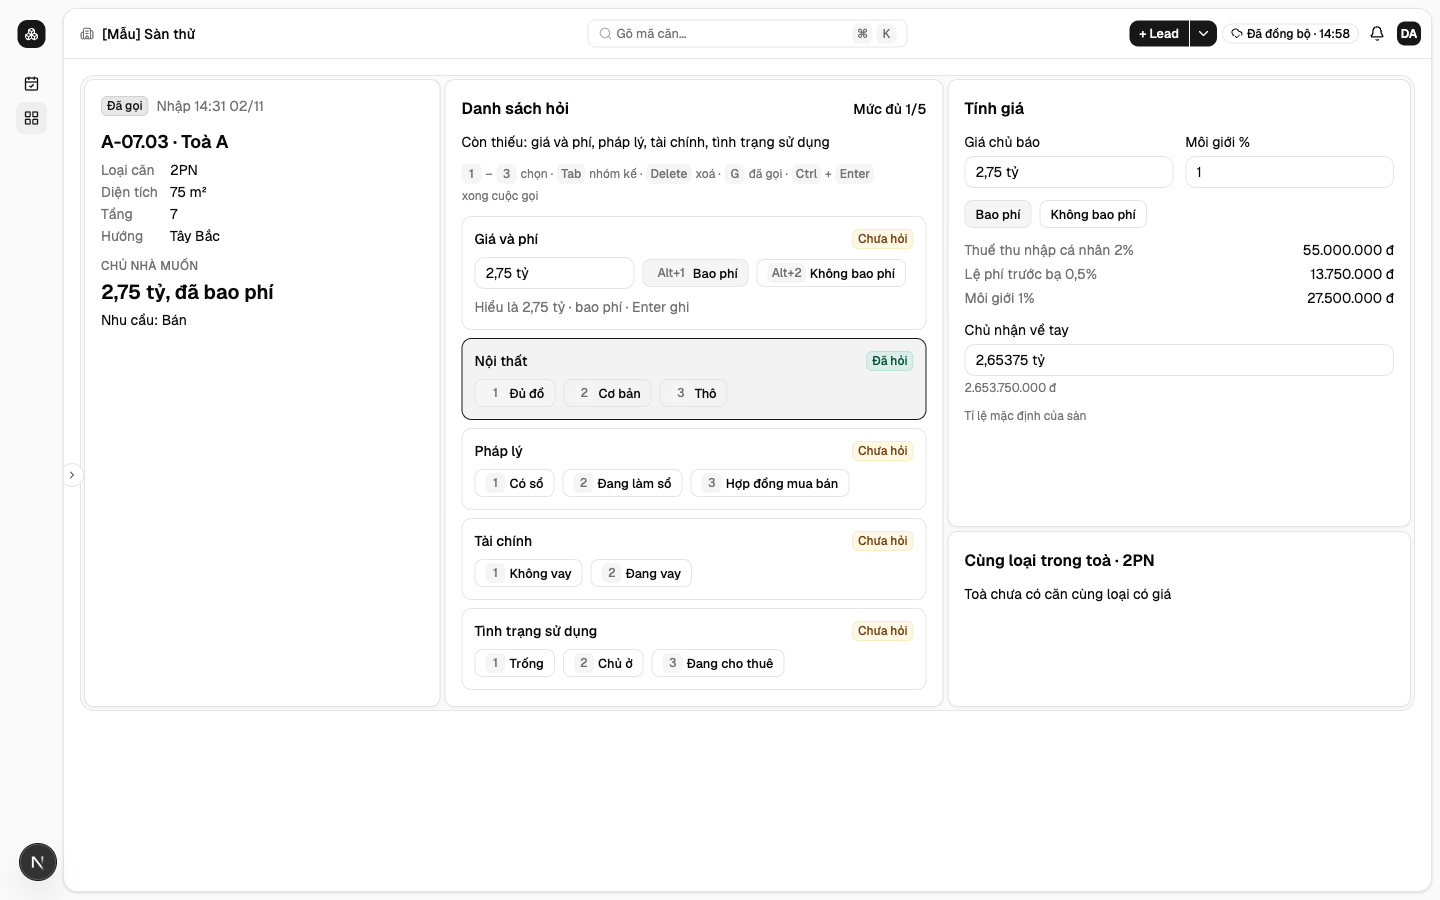 [Mẫu] Sàn thử
Gõ mã căn…
⌘ K
+ Lead
Đã đồng bộ · 14:58
DA
Đã gọi Nhập 14:31 02/11
A-07.03 · Toà A
Loại căn 2PN
Diện tích 75 m²
Tầng 7
Hướng Tây Bắc
CHỦ NHÀ MUỐN
2,75 tỷ, đã bao phí
Nhu cầu: Bán
Danh sách hỏi Mức đủ 1/5
Còn thiếu: giá và phí, pháp lý, tài chính, tình trạng sử dụng
1 – 3 chọn · Tab nhóm kế · Delete xoá · G đã gọi · Ctrl + Enter
xong cuộc gọi
Giá và phí Chưa hỏi
2,75 tỷ Alt+1 Bao phí Alt+2 Không bao phí
Hiểu là 2,75 tỷ · bao phí · Enter ghi
Nội thất Đã hỏi
1 Đủ đồ 2 Cơ bản 3 Thô
Pháp lý Chưa hỏi
1 Có sổ 2 Đang làm sổ 3 Hợp đồng mua bán
Tài chính Chưa hỏi
1 Không vay 2 Đang vay
Tình trạng sử dụng Chưa hỏi
1 Trống 2 Chủ ở 3 Đang cho thuê
Tính giá
Giá chủ báo Môi giới %
2,75 tỷ 1
Bao phí Không bao phí
Thuế thu nhập cá nhân 2% 55.000.000 đ
Lệ phí trước bạ 0,5% 13.750.000 đ
Môi giới 1% 27.500.000 đ
Chủ nhận về tay
2,65375 tỷ
2.653.750.000 đ
Tỉ lệ mặc định của sàn
Cùng loại trong toà · 2PN
Toà chưa có căn cùng loại có giá
N